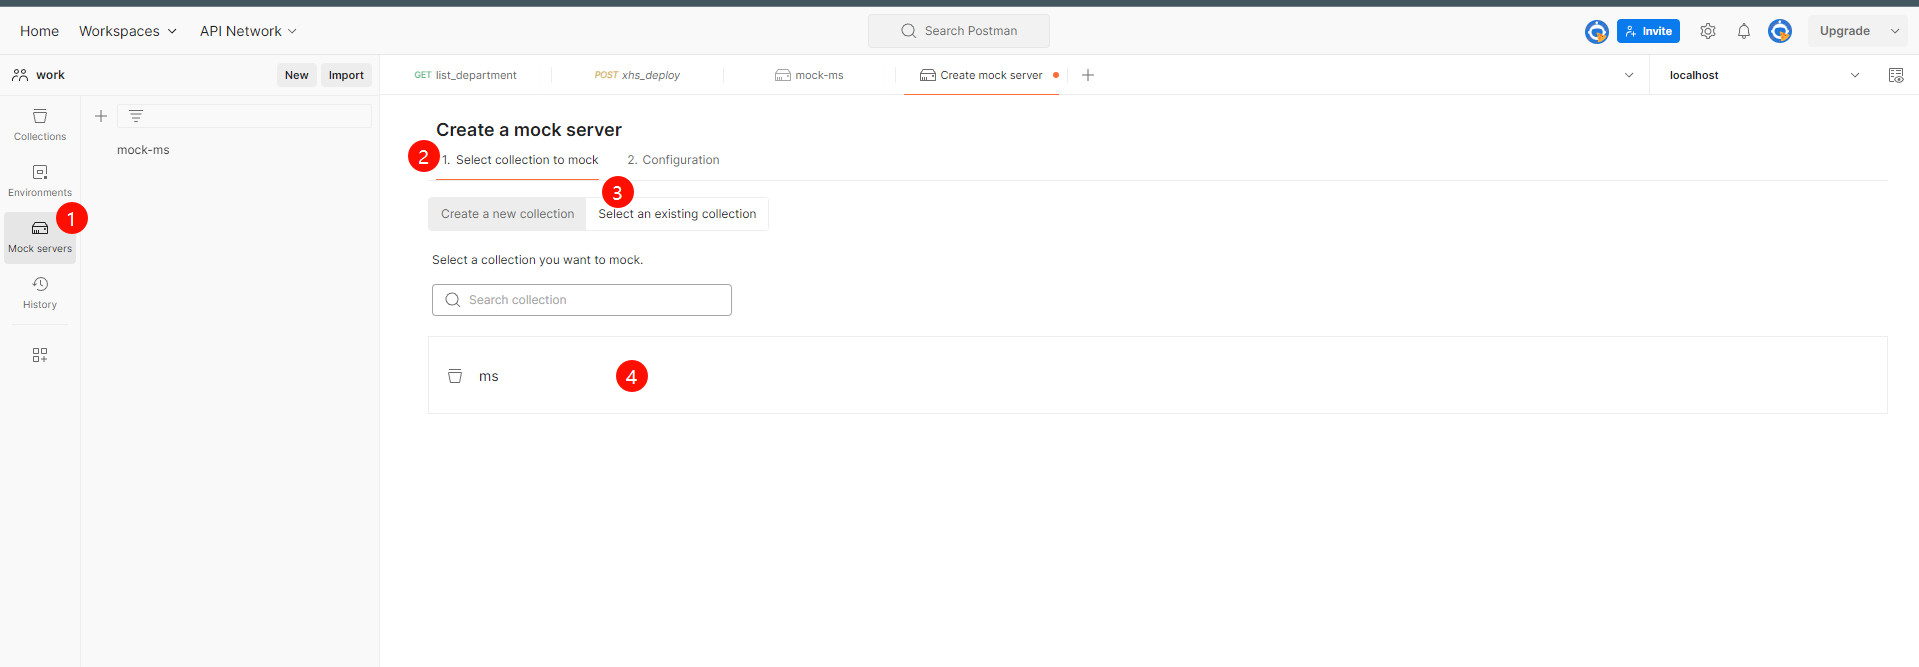 Home Workspaces API Network Search Postman Invite Upgrade
work New Import GET list_department POST xhs_deploy mock-ms Create mock server localhost
Collections
mock-ms
Environments
1
Mock servers
History
Create a mock server
2 1. Select collection to mock 2. Configuration
3
Create a new collection Select an existing collection
Select a collection you want to mock.
Search collection
ms 4